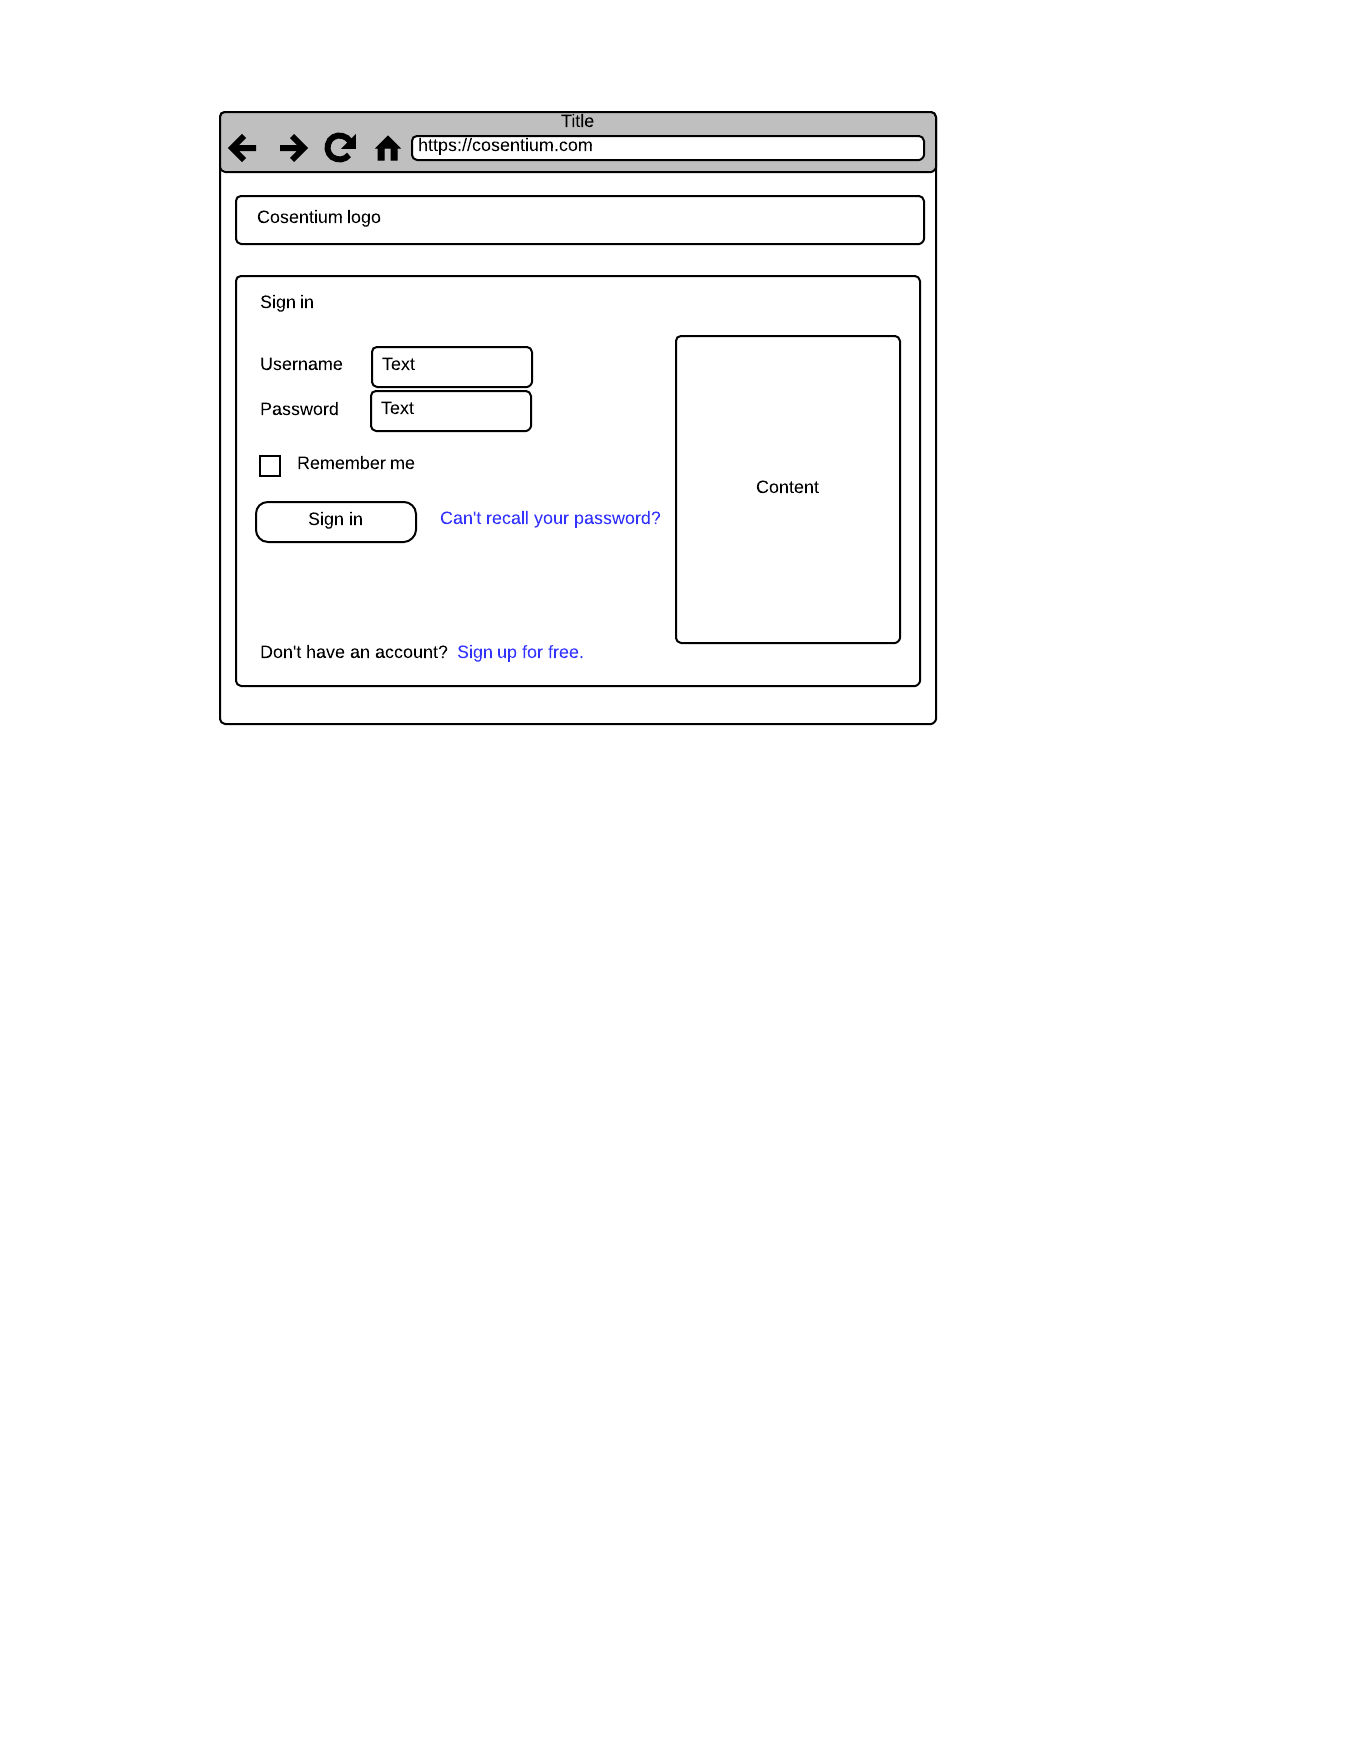 Title
https://cosentium.com
Cosentium logo
Sign in
Username Text
Password Text
Remember me
Content
Sign in Can't recall your password?
Don't have an account? Sign up for free.